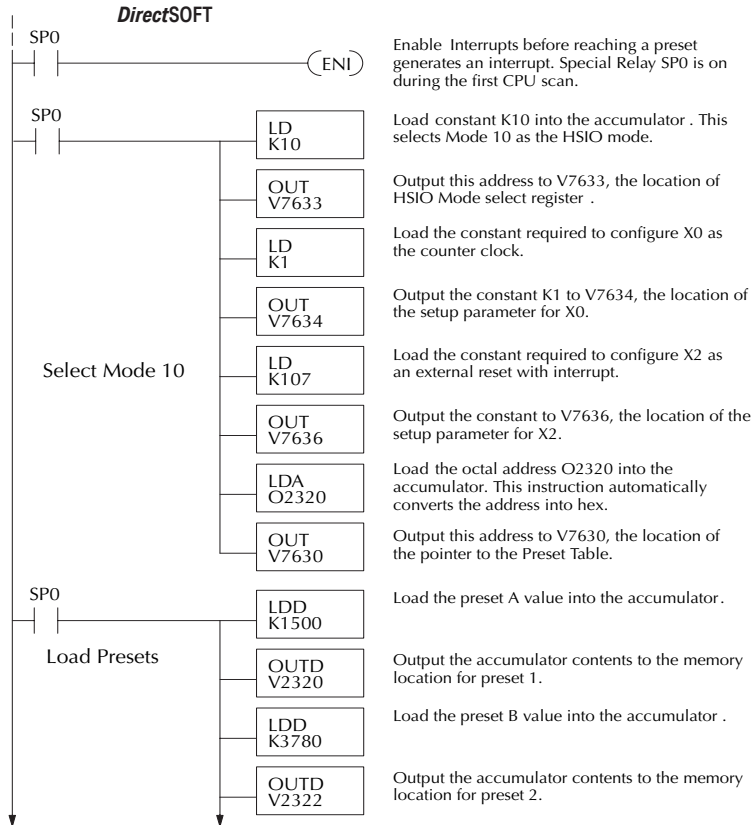 DirectSOFT
SP0
ENI
Enable Interrupts before reaching a preset
generates an interrupt. Special Relay SP0 is on
during the first CPU scan.
SP0
LD
K10
Load constant K10 into the accumulator . This
selects Mode 10 as the HSIO mode.
OUT
V7633
Output this address to V7633, the location of
HSIO Mode select register .
LD
K1
Load the constant required to configure X0 as
the counter clock.
OUT
V7634
Output the constant K1 to V7634, the location of
the setup parameter for X0.
Select Mode 10
LD
K107
Load the constant required to configure X2 as
an external reset with interrupt.
OUT
V7636
Output the constant to V7636, the location of the
setup parameter for X2.
LDA
O2320
Load the octal address O2320 into the
accumulator. This instruction automatically
converts the address into hex.
OUT
V7630
Output this address to V7630, the location of
the pointer to the Preset Table.
SP0
LDD
K1500
Load the preset A value into the accumulator.
Load Presets
OUTD
V2320
Output the accumulator contents to the memory
location for preset 1.
LDD
K3780
Load the preset B value into the accumulator .
OUTD
V2322
Output the accumulator contents to the memory
location for preset 2.